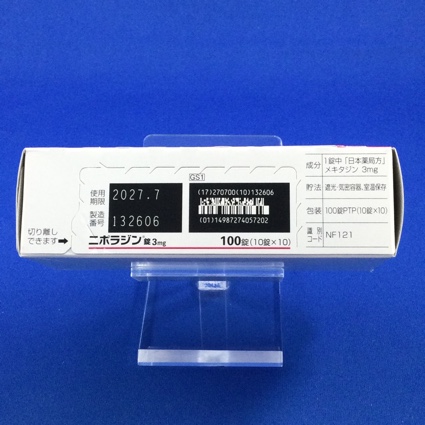 使用
期限
2027.7
製造
番号
132606
GS1
(17)270700(10)132606
(01)14987274057202
切り離し
できます→
ニポラジン錠3mg
100錠(10錠×10)
成分
1錠中「日本薬局方」
メキタジン 3mg
貯法
遮光・気密容器、室温保存
包装
100錠PTP(10錠×10)
識別
コード
NF121